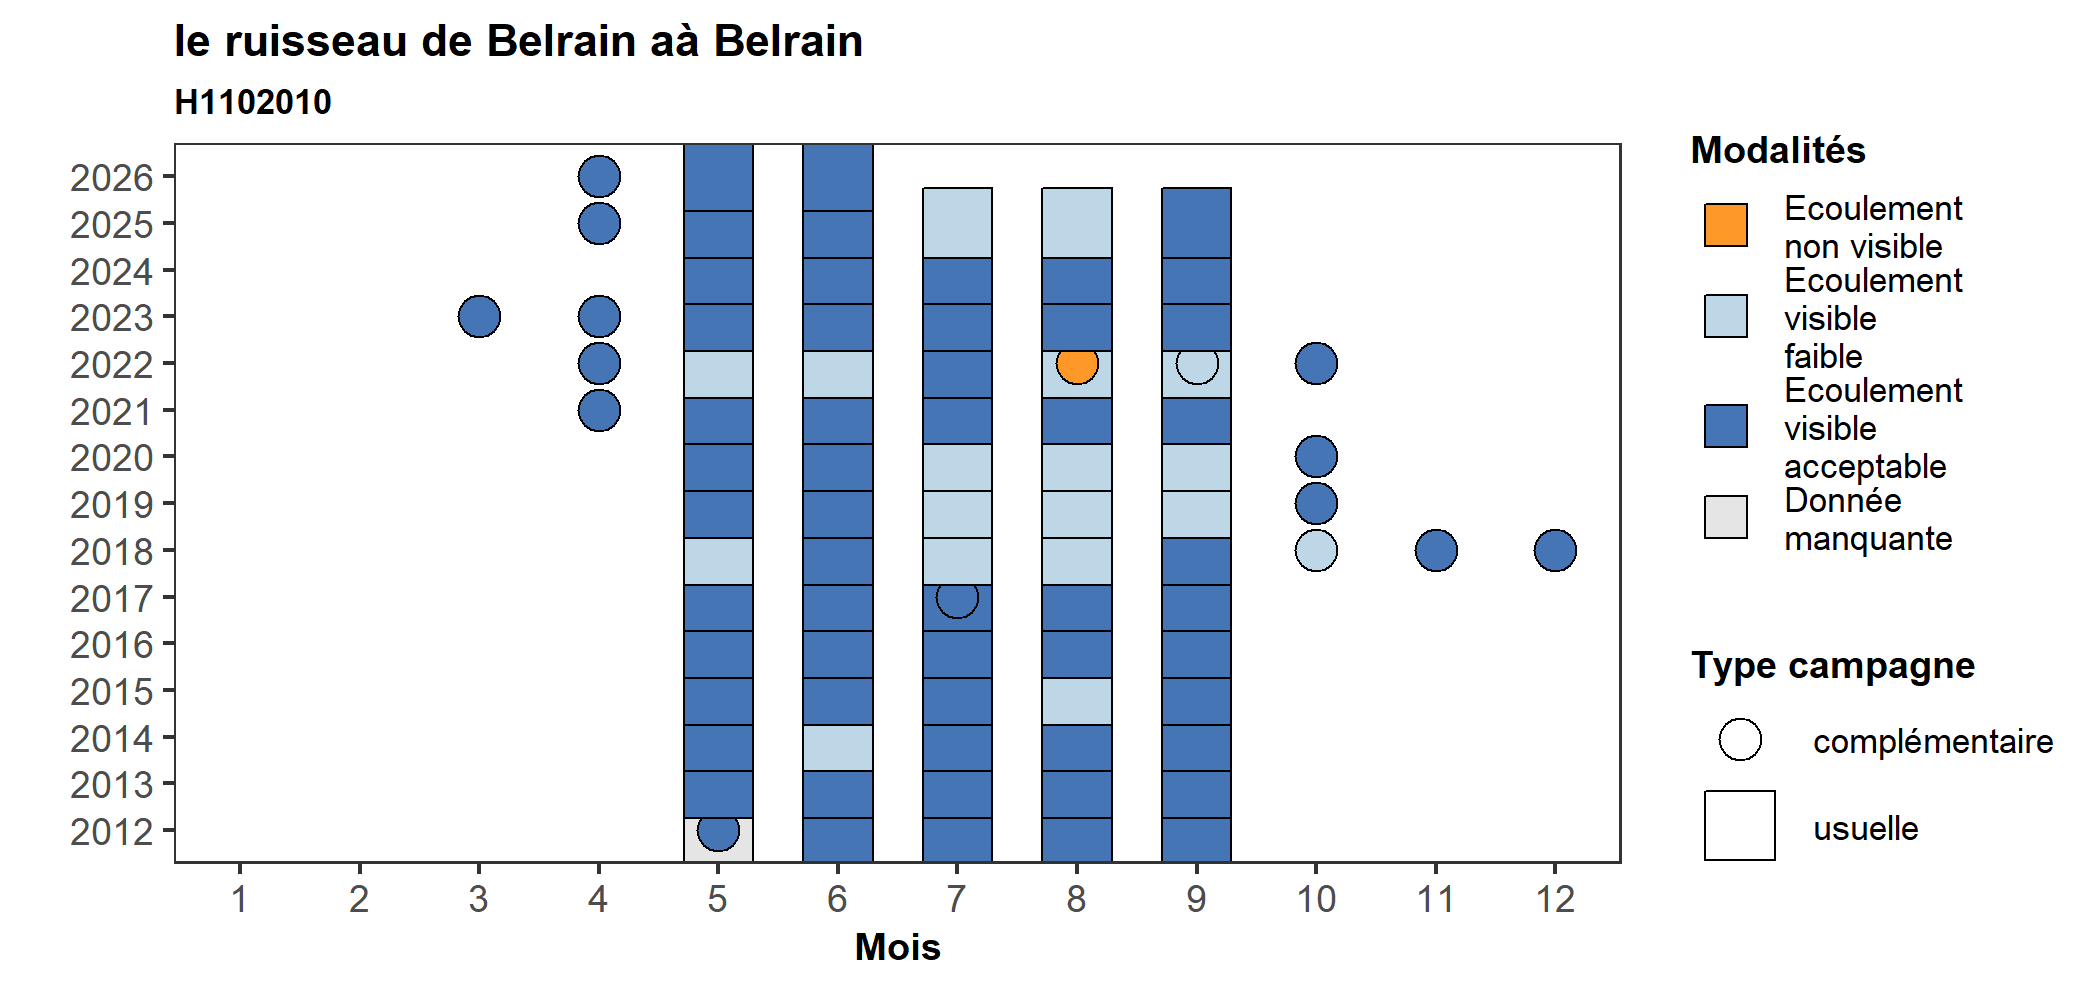 le ruisseau de Belrain aà Belrain
H1102010
2026
2025
2024
2023
2022
2021
2020
2019
2018
2017
2016
2015
2014
2013
2012
1 2 3 4 5 6 7 8 9 10 11 12
Mois
Modalités
Ecoulement
non visible
Ecoulement
visible
faible
Ecoulement
visible
acceptable
Donnée
manquante
Type campagne
complémentaire
usuelle